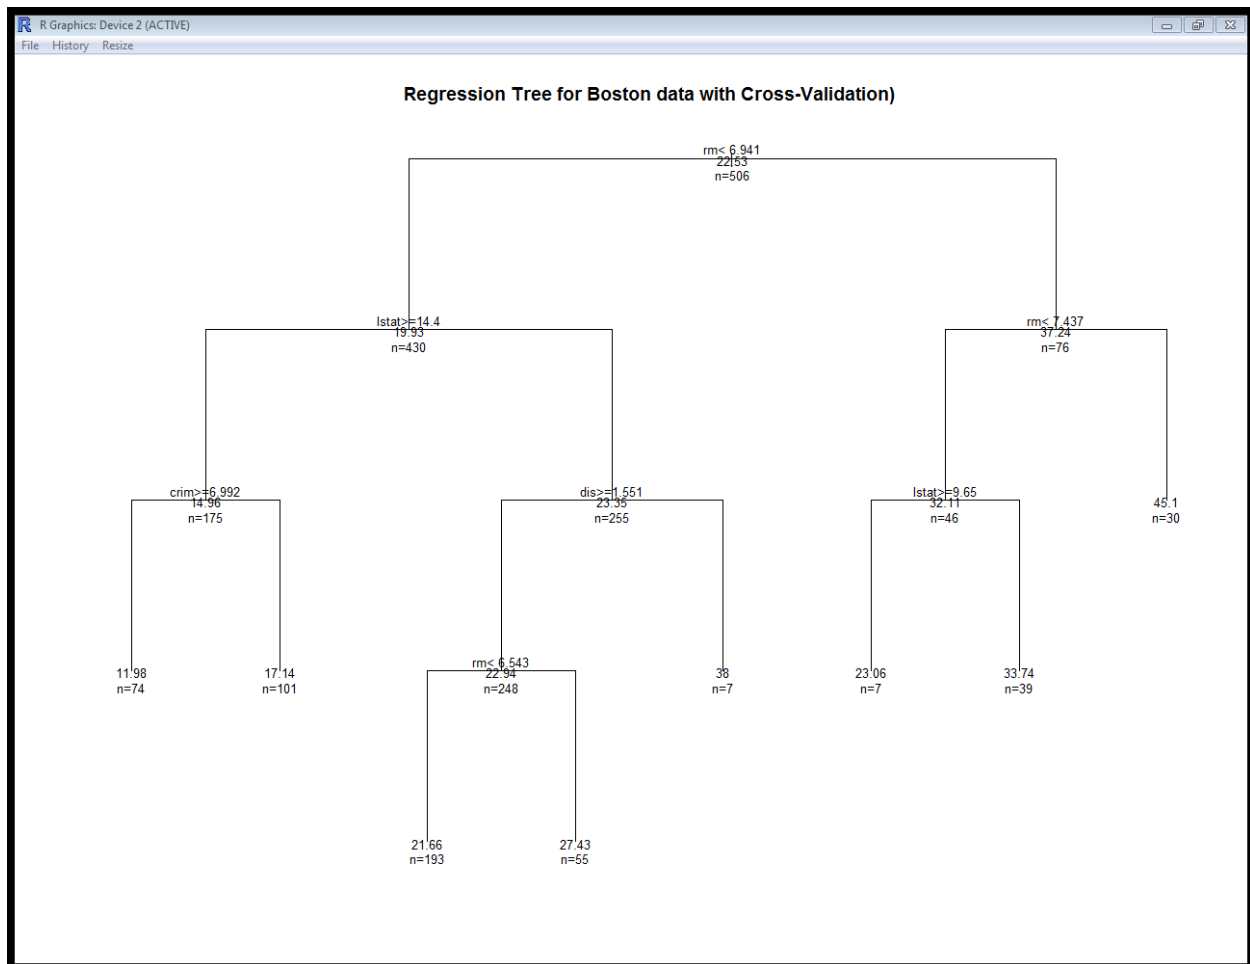 R Graphics: Device 2 (ACTIVE)
File History Resize
Regression Tree for Boston data with Cross-Validation)
rm< 6.941
22.53
n=506
lstat>=14.4
19.93
n=430
rm< 7.437
37.24
n=76
crim>=6.992
14.96
n=175
dis>=1.551
23.35
n=255
lstat>=9.65
32.11
n=46
45.1
n=30
11.98
n=74
17.14
n=101
rm< 6.543
22.94
n=248
38
n=7
23.06
n=7
33.74
n=39
21.66
n=193
27.43
n=55